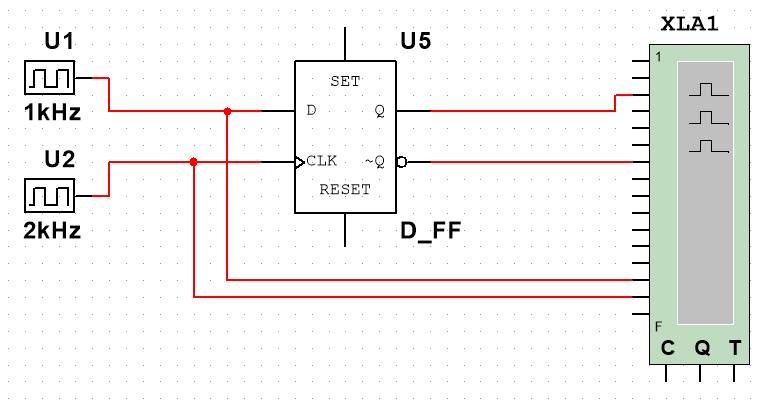 XLA1
U1
U5
1
SET
1kHz
D
Q
U2
CLK
~Q
RESET
2kHz
D_FF
F
C Q T